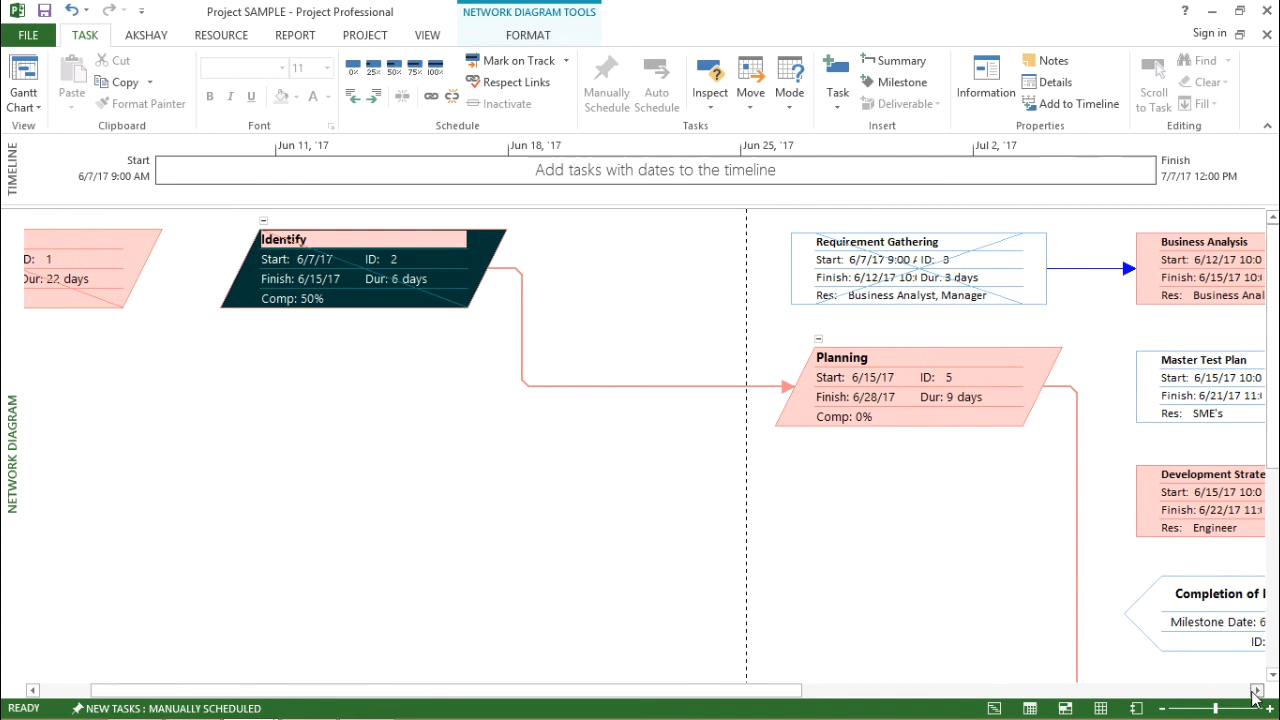 Project SAMPLE - Project Professional
NETWORK DIAGRAM TOOLS
Sign in
FILE TASK AKSHAY RESOURCE REPORT PROJECT VIEW FORMAT
Gantt Chart
View
Paste
Cut
Copy
Format Painter
Clipboard
11
B I U A
Font
0% 25% 50% 75% 100%
Mark on Track
Respect Links
Inactivate
Schedule
Manually Schedule
Auto Schedule
Inspect
Move
Mode
Tasks
Task
Summary
Milestone
Deliverable
Insert
Information
Notes
Details
Add to Timeline
Properties
Scroll to Task
Find
Clear
Fill
Editing
TIMELINE
Jun 11, '17
Jun 18, '17
Jun 25, '17
Jul 2, '17
Start
6/7/17 9:00 AM
Add tasks with dates to the timeline
Finish
7/7/17 12:00 PM
NETWORK DIAGRAM
D: 1
Dur: 22 days
Identify
Start: 6/7/17 ID: 2
Finish: 6/15/17 Dur: 6 days
Comp: 50%
Requirement Gathering
Start: 6/7/17 9:00 ID: 3
Finish: 6/12/17 10:0 Dur: 3 days
Res: Business Analyst, Manager
Business Analysis
Start: 6/12/17 10:0
Finish: 6/15/17 10:
Res: Business Anal
Planning
Start: 6/15/17 ID: 5
Finish: 6/28/17 Dur: 9 days
Comp: 0%
Master Test Plan
Start: 6/15/17 10:0
Finish: 6/21/17 11:
Res: SME's
Development Strate
Start: 6/15/17 10:0
Finish: 6/22/17 11:
Res: Engineer
Completion of
Milestone Date: 6
ID:
READY
NEW TASKS : MANUALLY SCHEDULED